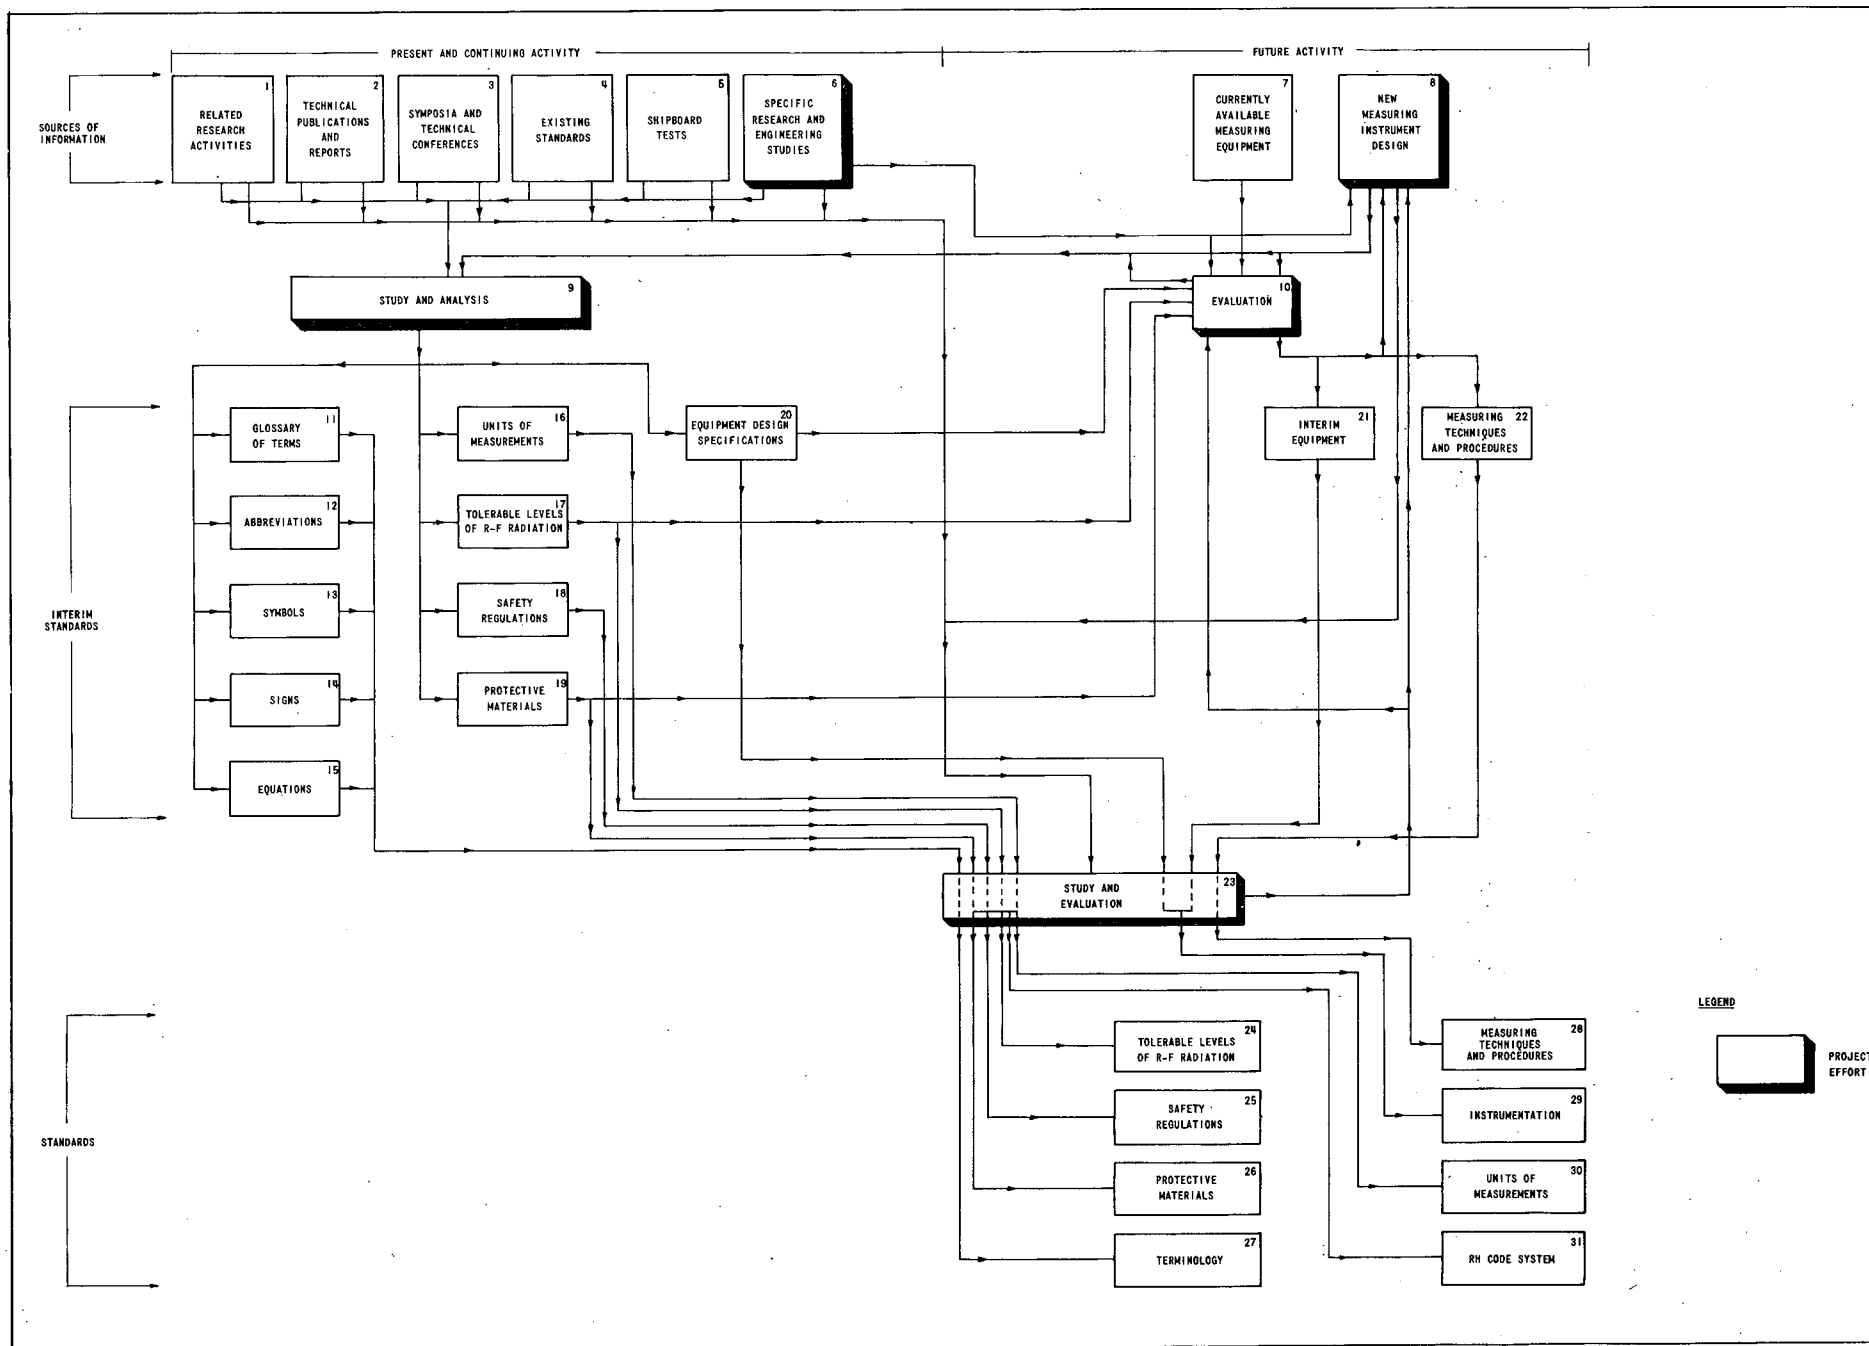 PRESENT AND CONTINUING ACTIVITY
FUTURE ACTIVITY
SOURCES OF
INFORMATION
1
RELATED
RESEARCH
ACTIVITIES
2
TECHNICAL
PUBLICATIONS
AND
REPORTS
3
SYMPOSIA AND
TECHNICAL
CONFERENCES
4
EXISTING
STANDARDS
5
SHIPBOARD
TESTS
6
SPECIFIC
RESEARCH AND
ENGINEERING
STUDIES
7
CURRENTLY
AVAILABLE
MEASURING
EQUIPMENT
8
NEW
MEASURING
INSTRUMENT
DESIGN
9
STUDY AND ANALYSIS
10
EVALUATION
INTERIM
STANDARDS
11
GLOSSARY
OF TERMS
12
ABBREVIATIONS
13
SYMBOLS
14
SIGNS
15
EQUATIONS
16
UNITS OF
MEASUREMENTS
17
TOLERABLE LEVELS
OF R-F RADIATION
18
SAFETY
REGULATIONS
19
PROTECTIVE
MATERIALS
20
EQUIPMENT DESIGN
SPECIFICATIONS
21
INTERIM
EQUIPMENT
22
MEASURING
TECHNIQUES
AND PROCEDURES
23
STUDY AND
EVALUATION
STANDARDS
24
TOLERABLE LEVELS
OF R-F RADIATION
25
SAFETY
REGULATIONS
26
PROTECTIVE
MATERIALS
27
TERMINOLOGY
28
MEASURING
TECHNIQUES
AND PROCEDURES
29
INSTRUMENTATION
30
UNITS OF
MEASUREMENTS
31
RH CODE SYSTEM
LEGEND
PROJECT
EFFORT